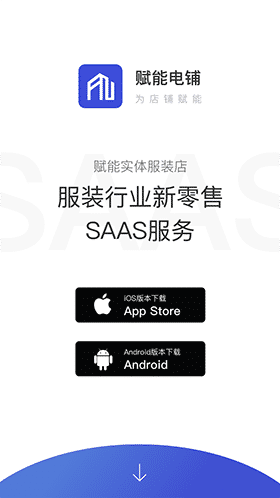 赋能电铺
为店铺赋能
SAAS
赋能实体服装店
服装行业新零售
SAAS服务
iOS版本下载
App Store
Android版本下载
Android